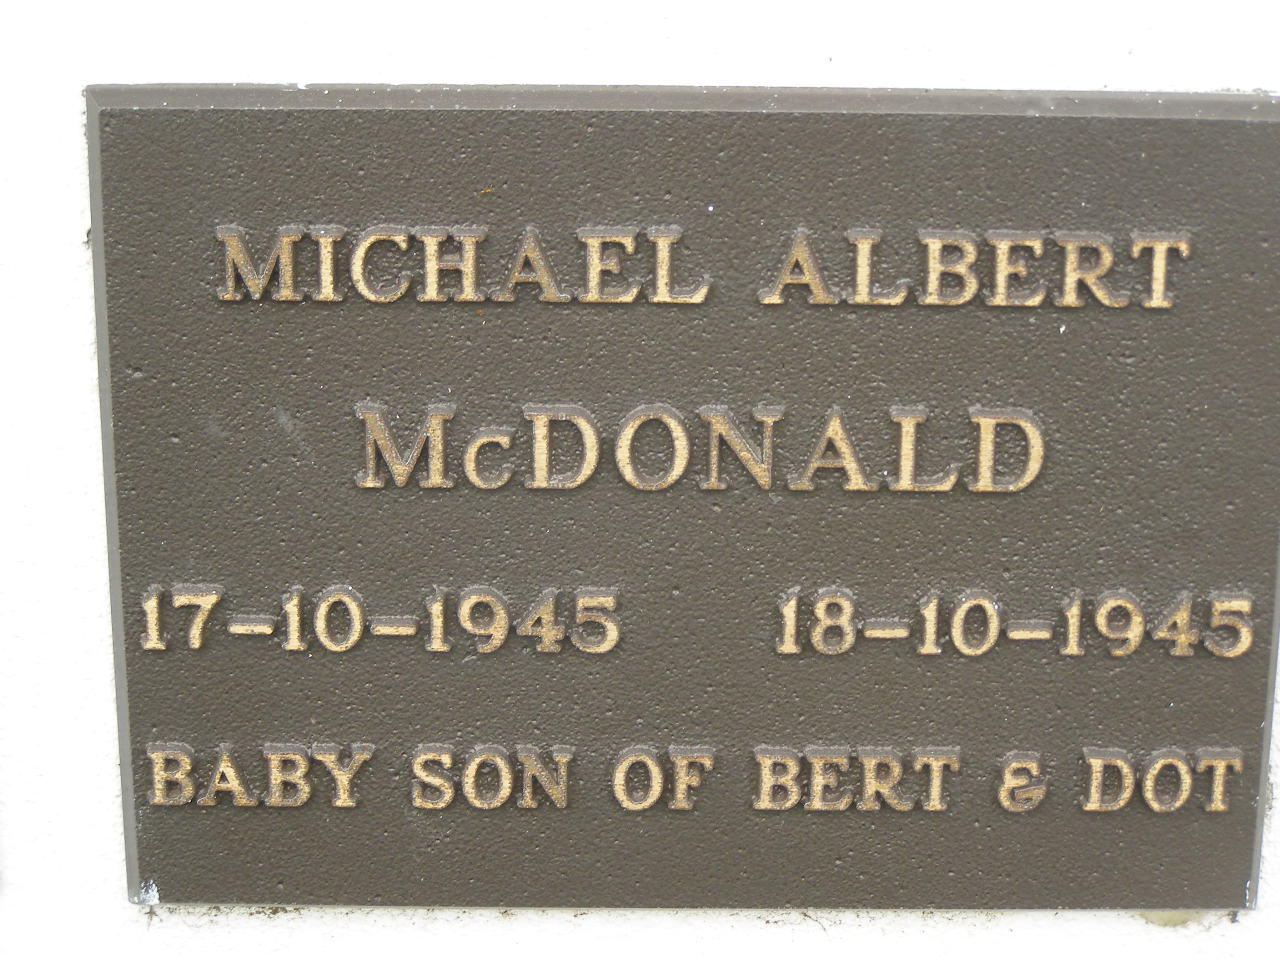 MICHAEL ALBERT
McDONALD
17-10-1945 18-10-1945
BABY SON OF BERT & DOT